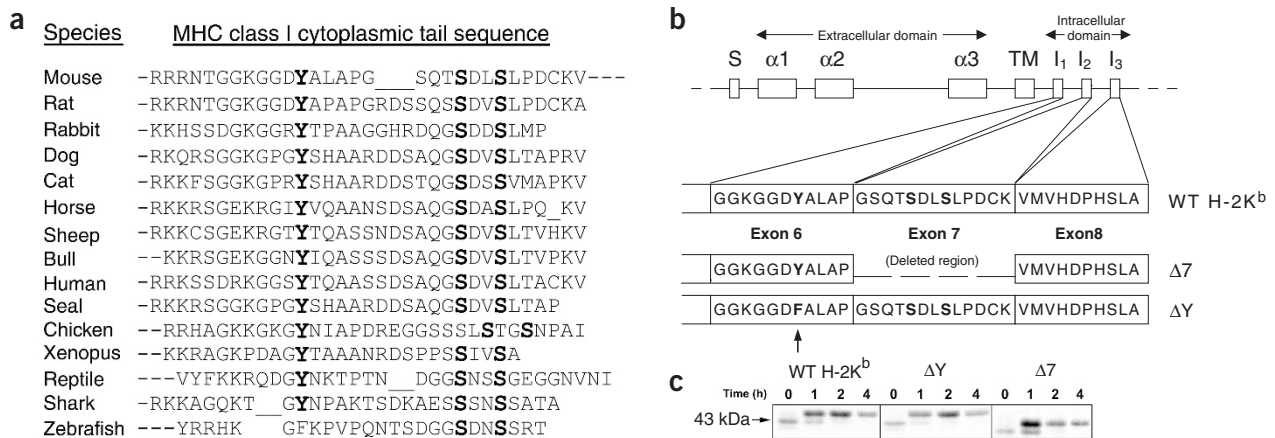 a
Species MHC class I cytoplasmic tail sequence
Mouse -RRRNTGGKGGDYALAPG___SQTSDLSLPDCKV---
Rat -RKRNTGGKGGDYAPAPGRDSSQSSDVSLPDCKA
Rabbit -KKHSSDGKGGRYTPAAGGHRDQGSDDSLMP
Dog -RKQRSGGKGPGYSHAARDDSAQGSDVSLTAPRV
Cat -RKKFSGGKGPRYSHAARDDSTQGSDSSVMAPKV
Horse -RKRSGEKRGIYVQAANSDSAQGSDASLPQ_KV
Sheep -RKKCSGEKRGTYTQASSNDSAQGSDVSLTVHKV
Bull -RKRSGEKGGNYIQASSSDSAQGSDVSLTVPKV
Human -RKSSDRKGGSYTQAASSDSAQGSDVSLTACKV
Seal -RKKRSGGKGPGYSHAARDDSAQGSDVSLTAP
Chicken --RRHAGKKGKGYNIAPDREGGSSSLSTGSNPAI
Xenopus --KKRAGKPDAGYTAAANRDSPPSSIVSA
Reptile ---VYFKKRQDGYNKTPTN__DGGSNSSGEGGNVNI
Shark -RKKAGQKT__GYNPAKTSDKAESSSNSSATA
Zebrafish ---YRRHK GFKPVPQNTSDGGSDNSSRT
b
Extracellular domain
Intracellular domain
S α1 α2 α3 TM I1 I2 I3
GGKGGDYALAP GSQTSDLSLPDCK VMVHDPHSLA WT H-2Kb
Exon 6 Exon 7 Exon8
GGKGGDYALAP (Deleted region) VMVHDPHSLA Δ7
GGKGGDFALAP GSQTSDLSLPDCK VMVHDPHSLA ΔY
c
WT H-2Kb ΔY Δ7
Time (h) 0 1 2 4 0 1 2 4 0 1 2 4
43 kDa